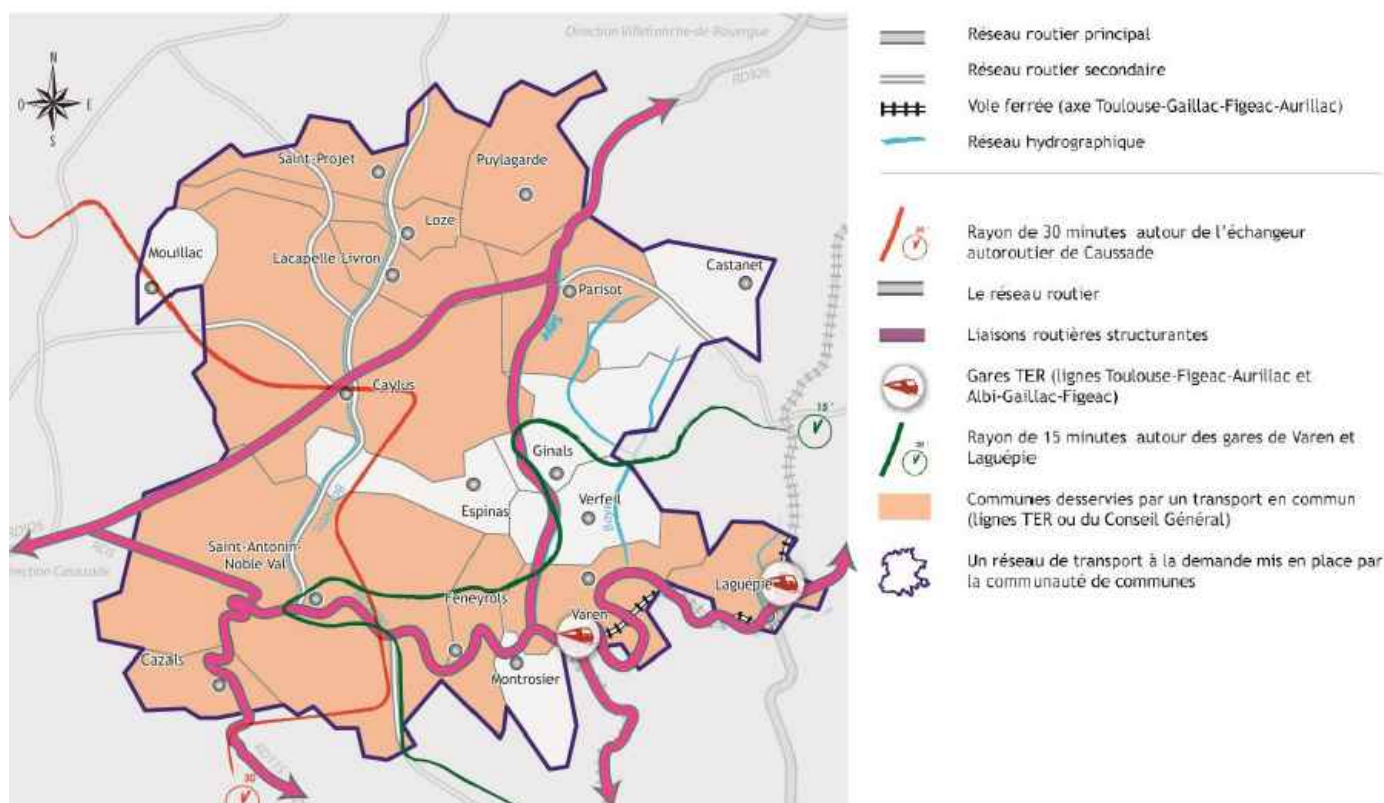 Direction Villefranche-de-Rouergue
RD926
N
O
E
S
Saint-Projet
Puylagarde
Loze
Mouillac
Lacapelle-Livron
Castanet
Parisot
Caylus
15'
Ginals
Espinas
Verfeil
Saint-Antonin-
Noble Val
Laguépie
Féneyrols
Varen
Cazals
Montrosier
30'
Réseau routier principal
Réseau routier secondaire
Voie ferrée (axe Toulouse-Gaillac-Figeac-Aurillac)
Réseau hydrographique
Rayon de 30 minutes autour de l'échangeur
autoroutier de Caussade
Le réseau routier
Liaisons routières structurantes
Gares TER (lignes Toulouse-Figeac-Aurillac et
Albi-Gaillac-Figeac)
Rayon de 15 minutes autour des gares de Varen et
Laguépie
Communes desservies par un transport en commun
(lignes TER ou du Conseil Général)
Un réseau de transport à la demande mis en place par
la communauté de communes